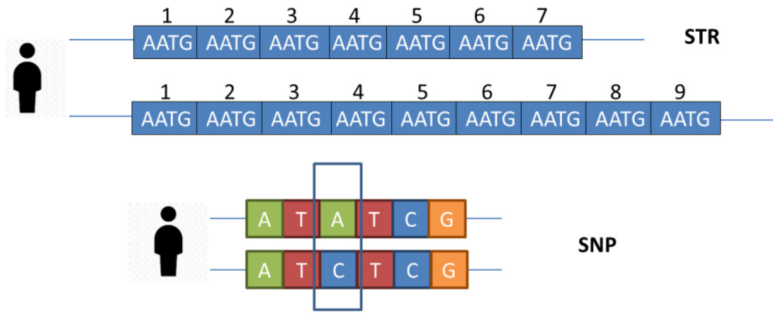 1 2 3 4 5 6 7
AATG AATG AATG AATG AATG AATG AATG
STR
1 2 3 4 5 6 7 8 9
AATG AATG AATG AATG AATG AATG AATG AATG AATG
A T A T C G
SNP
A T C T C G